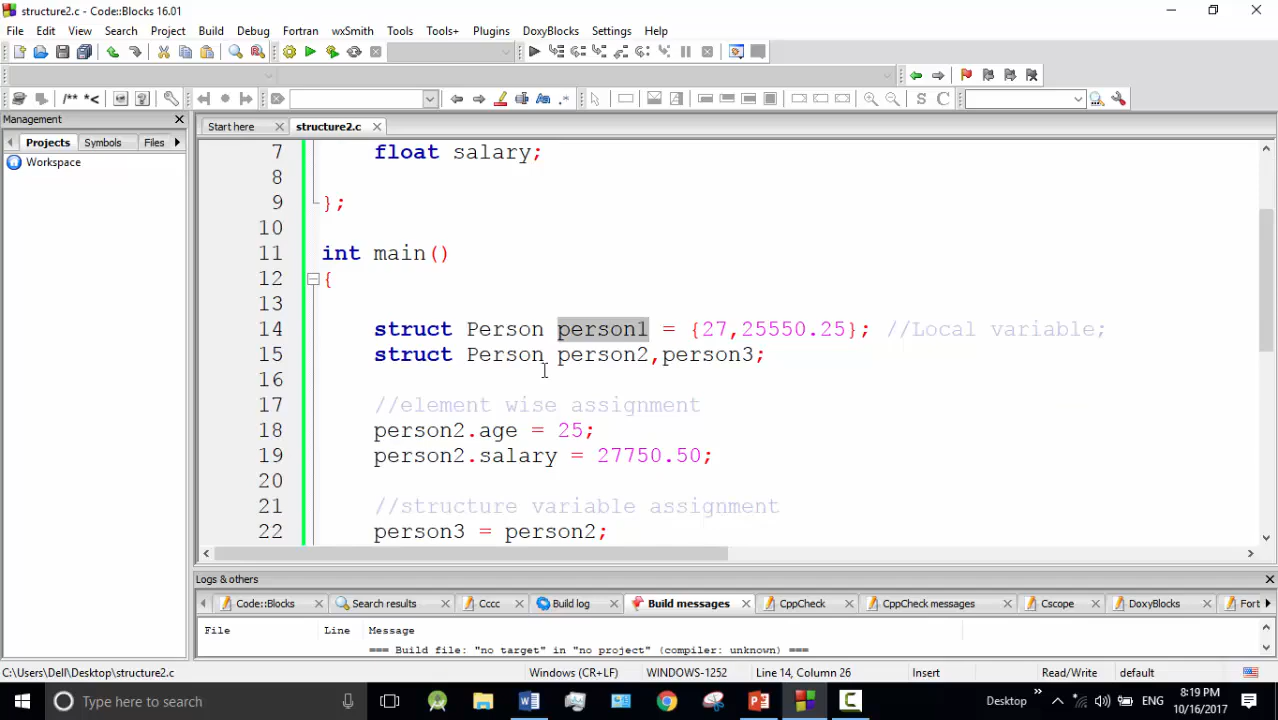 structure2.c - Code::Blocks 16.01
File Edit View Search Project Build Debug Fortran wxSmith Tools Tools+ Plugins DoxyBlocks Settings Help
/** *<
.*
S C
Management
Start here structure2.c
Projects Symbols Files
Workspace
7 float salary;
8
9 };
10
11 int main()
12 {
13
14 struct Person person1 = {27,25550.25}; //Local variable;
15 struct Person person2,person3;
16
17 //element wise assignment
18 person2.age = 25;
19 person2.salary = 27750.50;
20
21 //structure variable assignment
22 person3 = person2;
Logs & others
Code::Blocks Search results Cccc Build log Build messages CppCheck CppCheck messages Cscope DoxyBlocks Fort
File Line Message
=== Build file: "no target" in "no project" (compiler: unknown) ===
C:\Users\Dell\Desktop\structure2.c Windows (CR+LF) WINDOWS-1252 Line 14, Column 26 Insert Read/Write default
Type here to search
Desktop
ENG
8:19 PM
10/16/2017